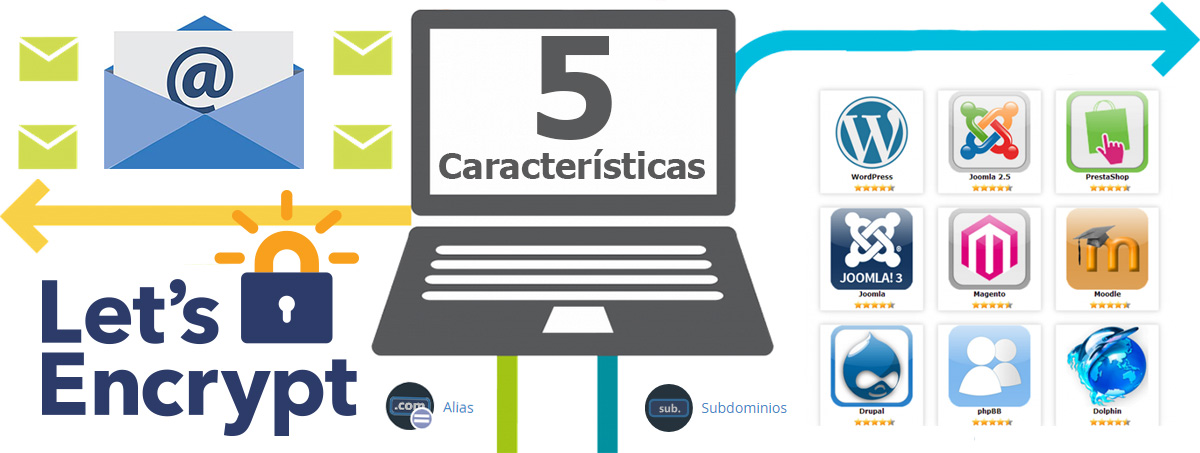 @
5
Características
Let's
Encrypt
.com
Alias
sub.
Subdominios
WordPress
Joomla 2.5
PrestaShop
JOOMLA! 3
Joomla
Magento
Moodle
Drupal
phpBB
Dolphin